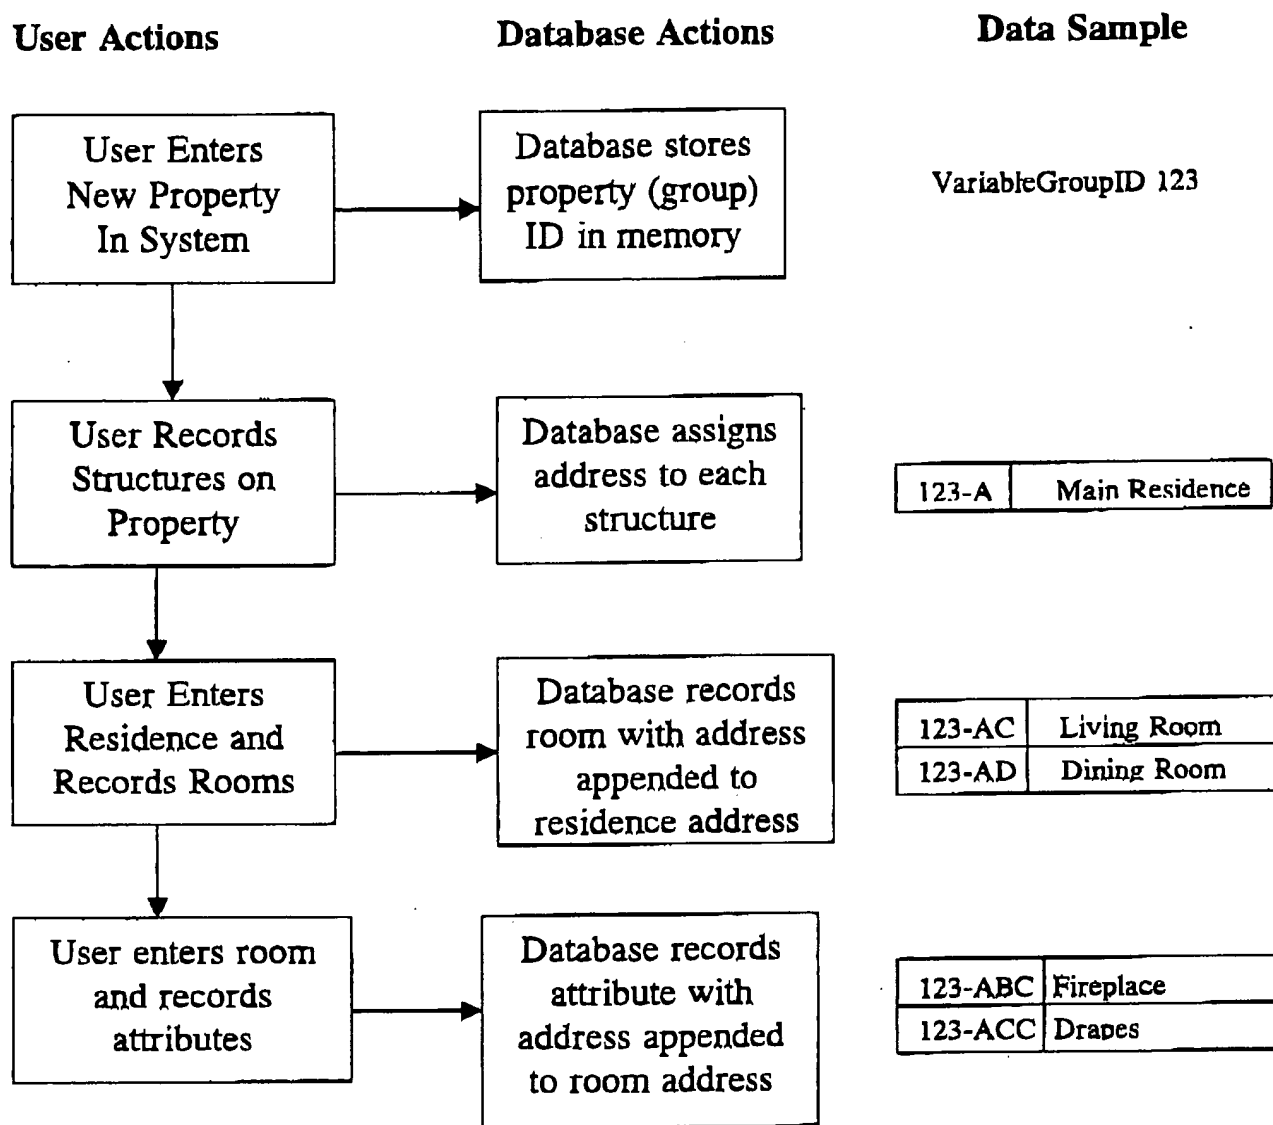 User Actions
Database Actions
Data Sample
User Enters
New Property
In System
Database stores
property (group)
ID in memory
VariableGroupID 123
User Records
Structures on
Property
Database assigns
address to each
structure
123-A Main Residence
User Enters
Residence and
Records Rooms
Database records
room with address
appended to
residence address
123-AC Living Room
123-AD Dining Room
User enters room
and records
attributes
Database records
attribute with
address appended
to room address
123-ABC Fireplace
123-ACC Drapes